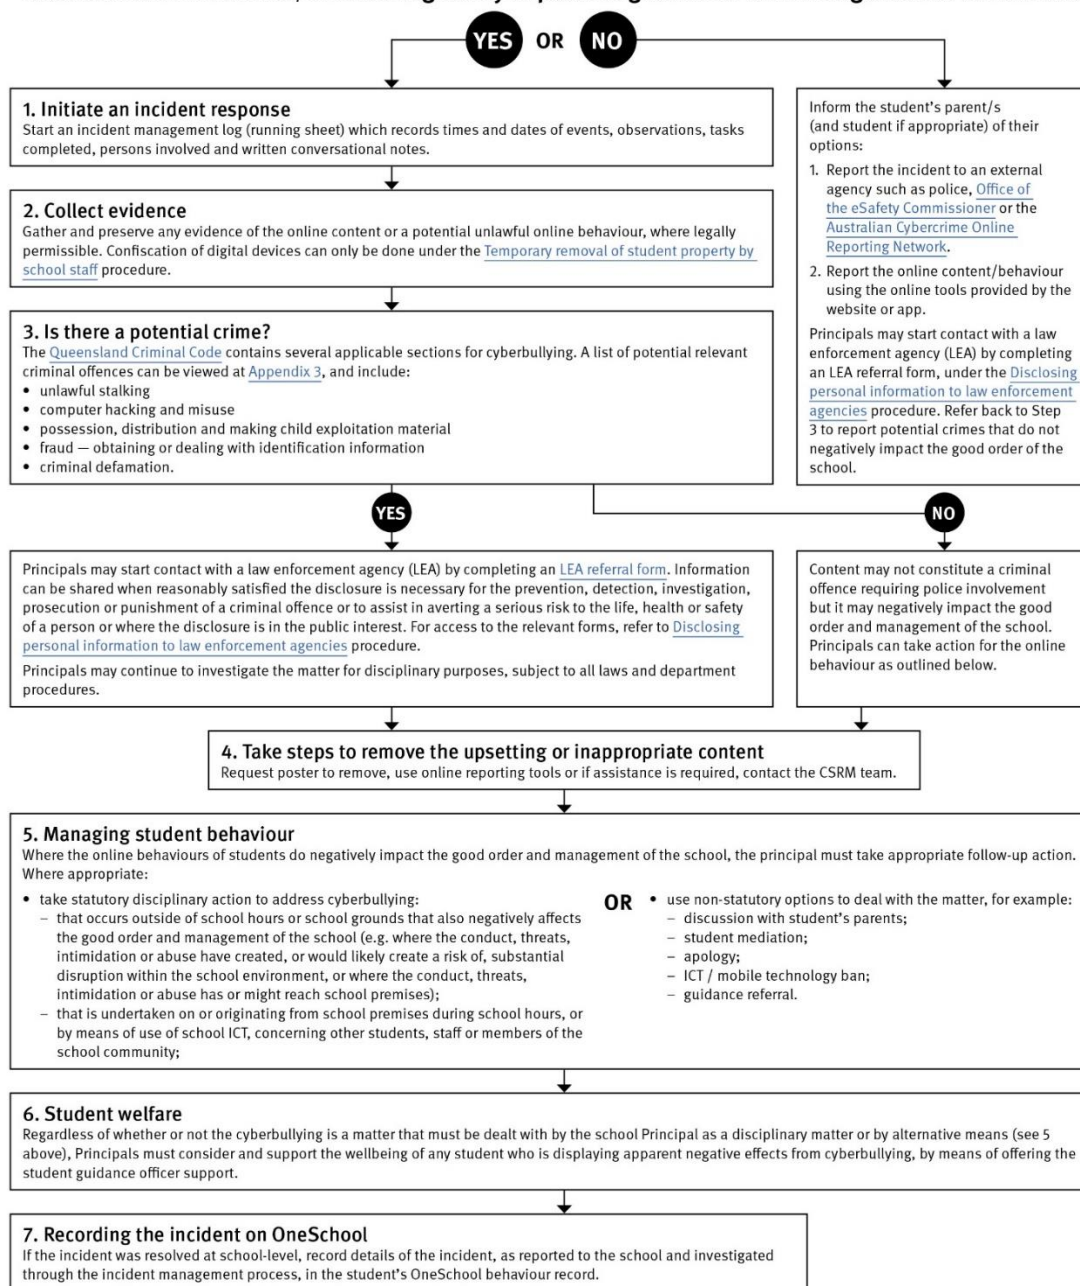 YES OR NO
1. Initiate an incident response
Start an incident management log (running sheet) which records times and dates of events, observations, tasks
completed, persons involved and written conversational notes.
2. Collect evidence
Gather and preserve any evidence of the online content or a potential unlawful online behaviour, where legally
permissible. Confiscation of digital devices can only be done under the Temporary removal of student property by
school staff procedure.
3. Is there a potential crime?
The Queensland Criminal Code contains several applicable sections for cyberbullying. A list of potential relevant
criminal offences can be viewed at Appendix 3, and include:
• unlawful stalking
• computer hacking and misuse
• possession, distribution and making child exploitation material
• fraud — obtaining or dealing with identification information
• criminal defamation.
Inform the student's parent/s
(and student if appropriate) of their
options:
1. Report the incident to an external
agency such as police, Office of
the eSafety Commissioner or the
Australian Cybercrime Online
Reporting Network.
2. Report the online content/behaviour
using the online tools provided by the
website or app.
Principals may start contact with a law
enforcement agency (LEA) by completing
an LEA referral form, under the Disclosing
personal information to law enforcement
agencies procedure. Refer back to Step
3 to report potential crimes that do not
negatively impact the good order of the
school.
YES
NO
Principals may start contact with a law enforcement agency (LEA) by completing an LEA referral form. Information
can be shared when reasonably satisfied the disclosure is necessary for the prevention, detection, investigation,
prosecution or punishment of a criminal offence or to assist in averting a serious risk to the life, health or safety
of a person or where the disclosure is in the public interest. For access to the relevant forms, refer to Disclosing
personal information to law enforcement agencies procedure.
Principals may continue to investigate the matter for disciplinary purposes, subject to all laws and department
procedures.
Content may not constitute a criminal
offence requiring police involvement
but it may negatively impact the good
order and management of the school.
Principals can take action for the online
behaviour as outlined below.
4. Take steps to remove the upsetting or inappropriate content
Request poster to remove, use online reporting tools or if assistance is required, contact the CSRM team.
5. Managing student behaviour
Where the online behaviours of students do negatively impact the good order and management of the school, the principal must take appropriate follow-up action.
Where appropriate:
• take statutory disciplinary action to address cyberbullying:
– that occurs outside of school hours or school grounds that also negatively affects
the good order and management of the school (e.g. where the conduct, threats,
intimidation or abuse have created, or would likely create a risk of, substantial
disruption within the school environment, or where the conduct, threats,
intimidation or abuse has or might reach school premises);
– that is undertaken on or originating from school premises during school hours, or
by means of use of school ICT, concerning other students, staff or members of the
school community;
OR
• use non-statutory options to deal with the matter, for example:
– discussion with student's parents;
– student mediation;
– apology;
– ICT / mobile technology ban;
– guidance referral.
6. Student welfare
Regardless of whether or not the cyberbullying is a matter that must be dealt with by the school Principal as a disciplinary matter or by alternative means (see 5
above), Principals must consider and support the wellbeing of any student who is displaying apparent negative effects from cyberbullying, by means of offering the
student guidance officer support.
7. Recording the incident on OneSchool
If the incident was resolved at school-level, record details of the incident, as reported to the school and investigated
through the incident management process, in the student's OneSchool behaviour record.